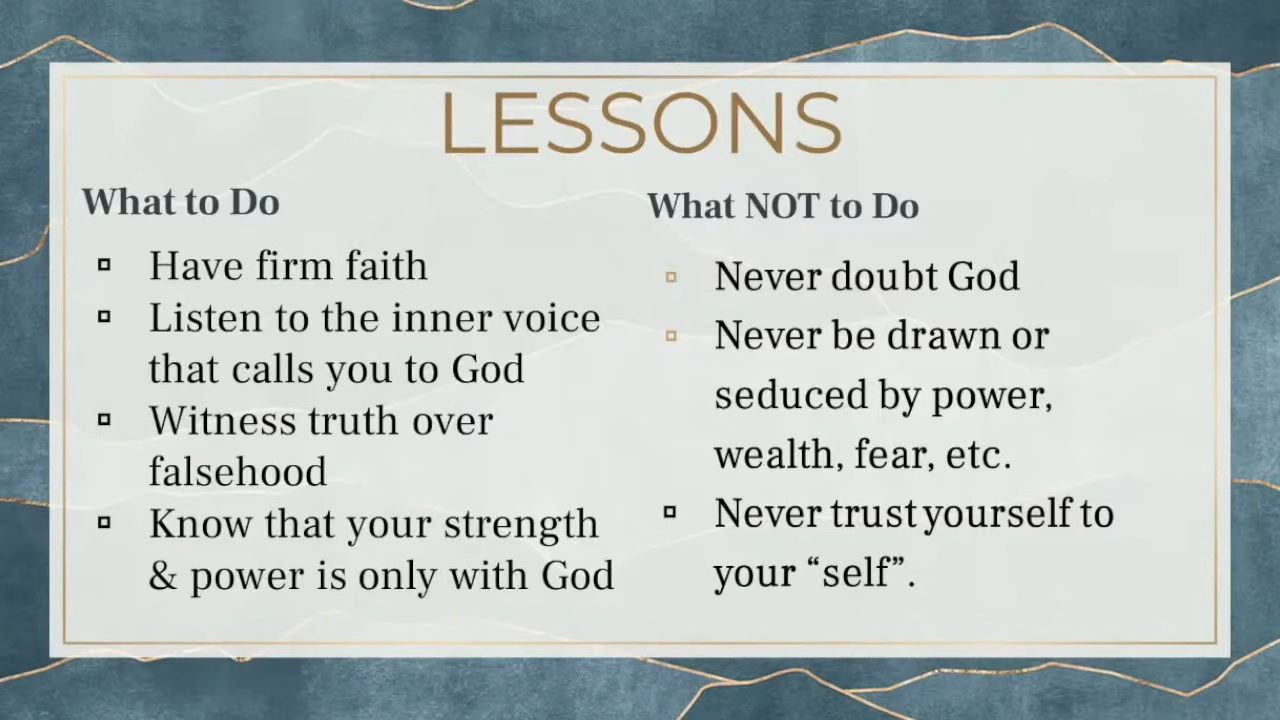 LESSONS
What to Do
Have firm faith
Listen to the inner voice
that calls you to God
Witness truth over
falsehood
Know that your strength
& power is only with God
What NOT to Do
Never doubt God
Never be drawn or
seduced by power,
wealth, fear, etc.
Never trust yourself to
your “self”.